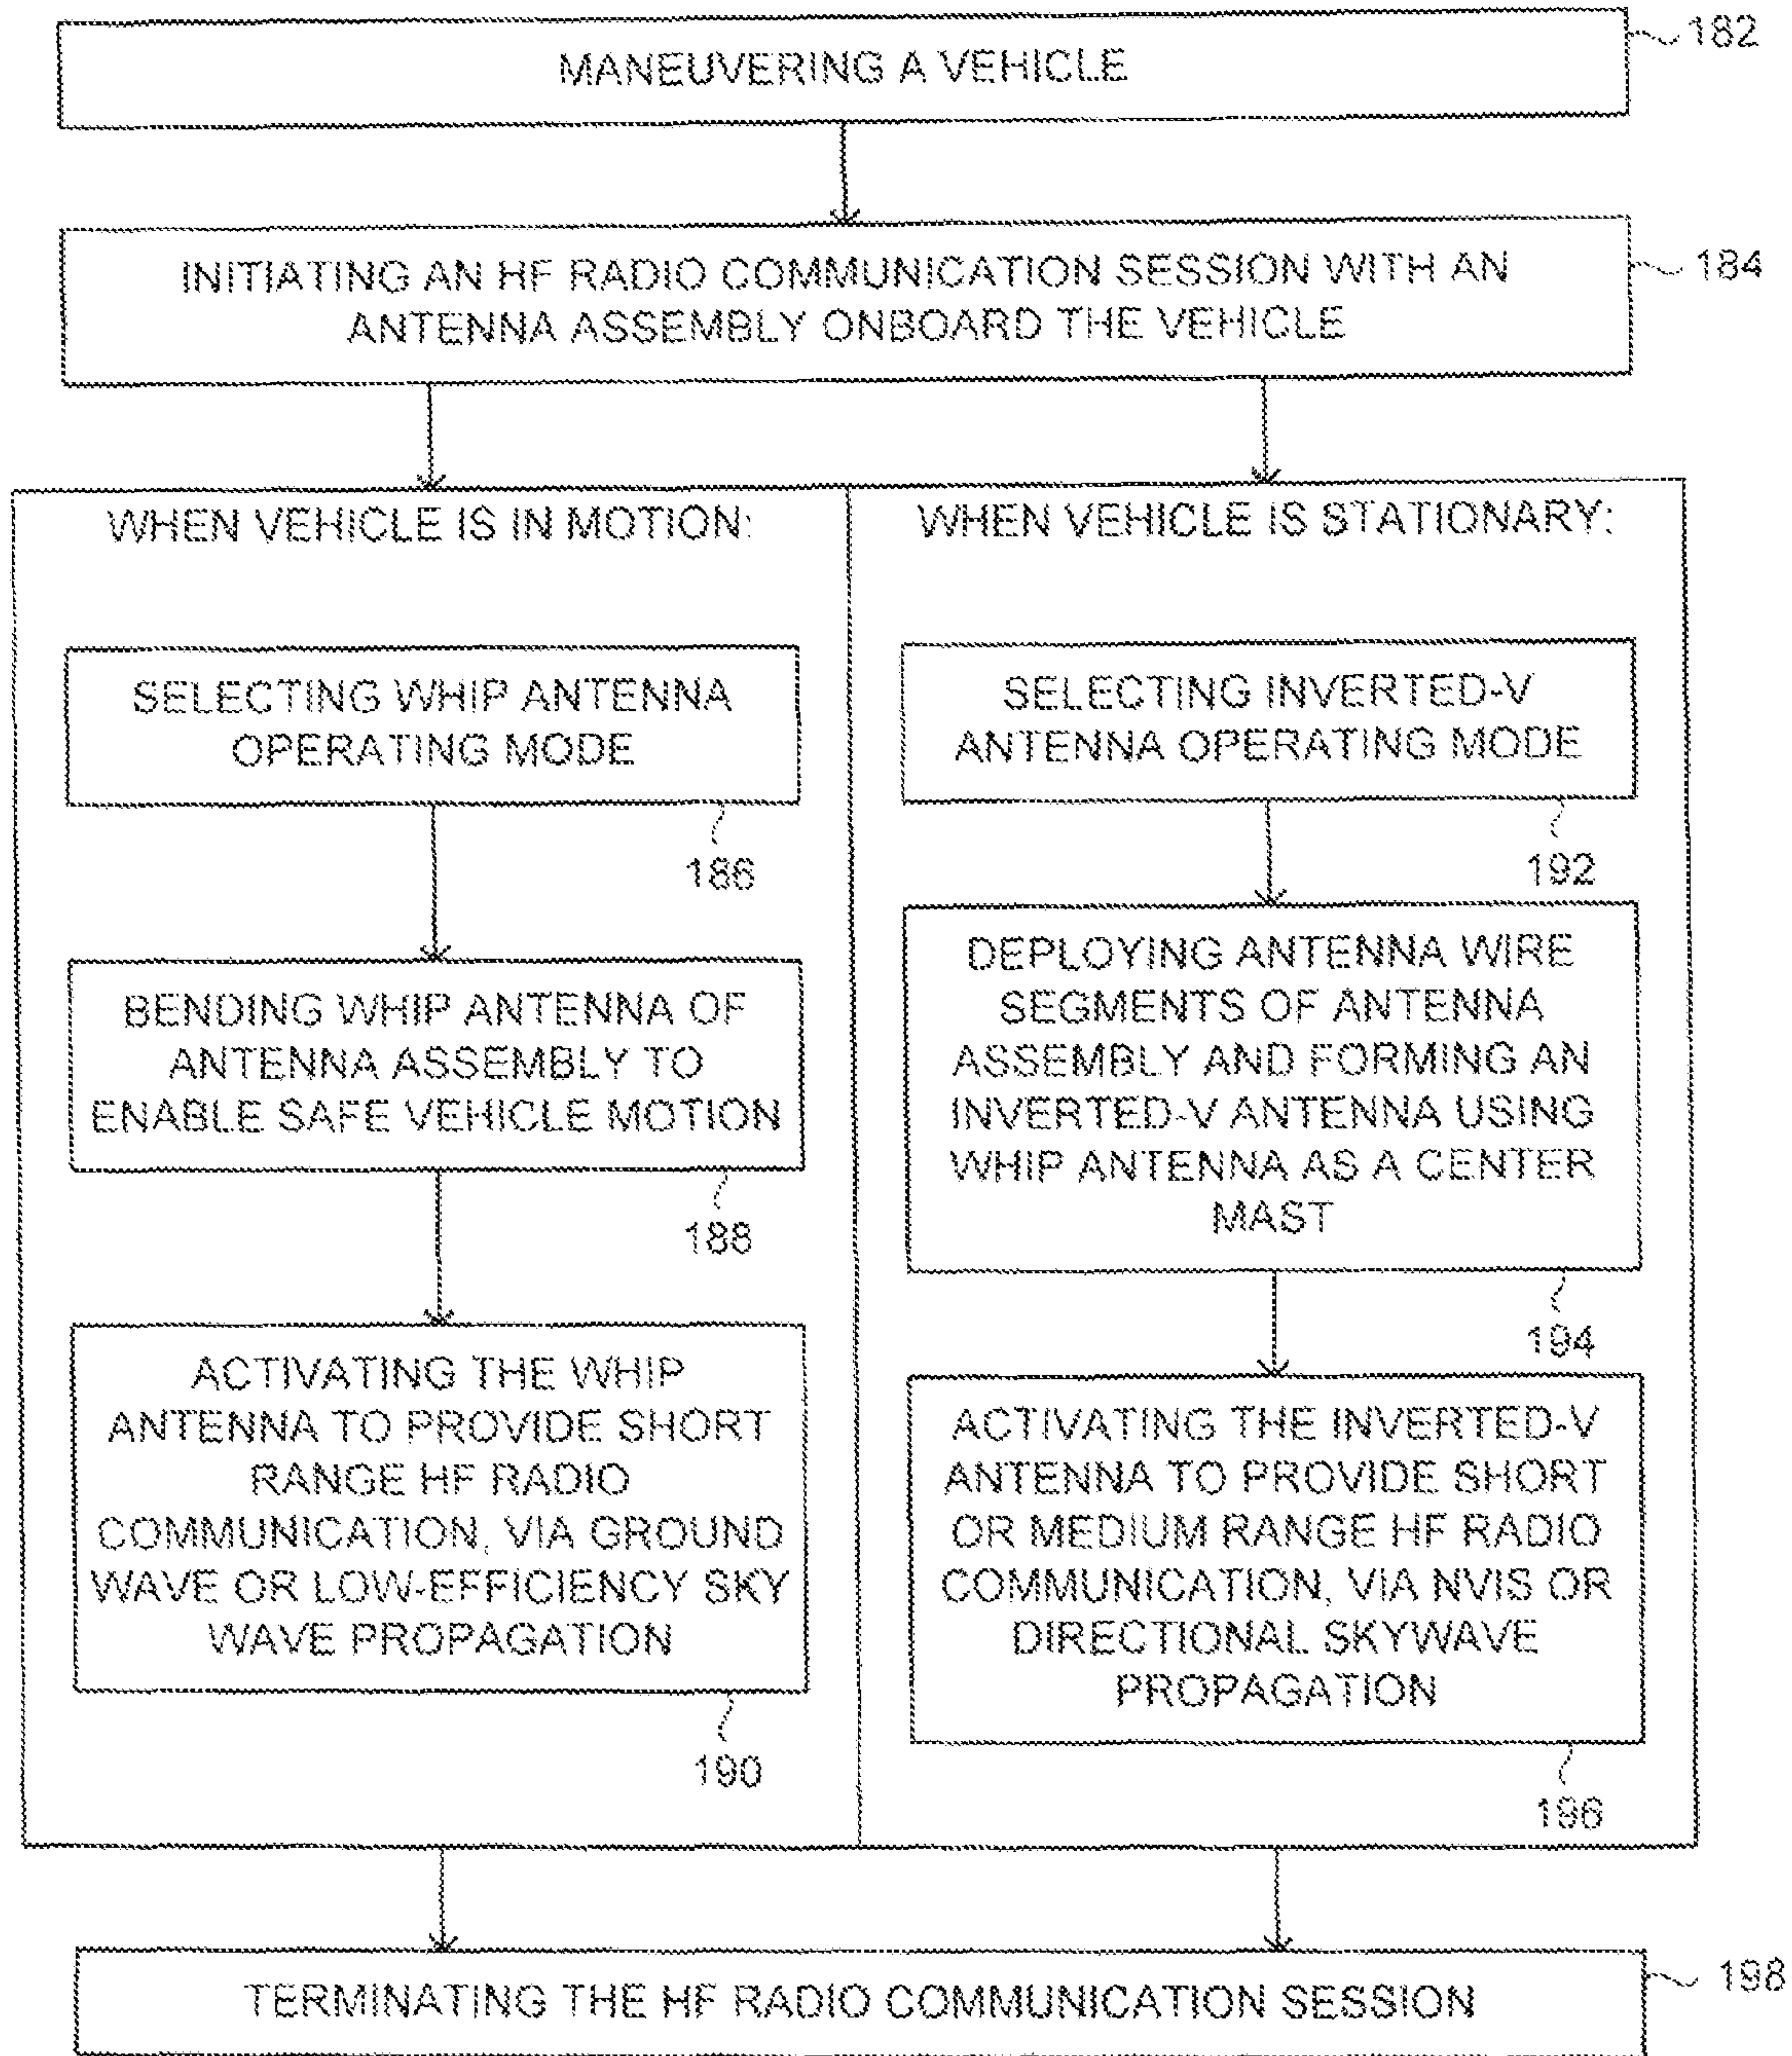 MANEUVERING A VEHICLE
182
INITIATING AN HF RADIO COMMUNICATION SESSION WITH AN
ANTENNA ASSEMBLY ONBOARD THE VEHICLE
184
WHEN VEHICLE IS IN MOTION:
SELECTING WHIP ANTENNA
OPERATING MODE
186
BENDING WHIP ANTENNA OF
ANTENNA ASSEMBLY TO
ENABLE SAFE VEHICLE MOTION
188
ACTIVATING THE WHIP
ANTENNA TO PROVIDE SHORT
RANGE HF RADIO
COMMUNICATION, VIA GROUND
WAVE OR LOW-EFFICIENCY SKY
WAVE PROPAGATION
190
WHEN VEHICLE IS STATIONARY:
SELECTING INVERTED-V
ANTENNA OPERATING MODE
192
DEPLOYING ANTENNA WIRE
SEGMENTS OF ANTENNA
ASSEMBLY AND FORMING AN
INVERTED-V ANTENNA USING
WHIP ANTENNA AS A CENTER
MAST
194
ACTIVATING THE INVERTED-V
ANTENNA TO PROVIDE SHORT
OR MEDIUM RANGE HF RADIO
COMMUNICATION, VIA NVIS OR
DIRECTIONAL SKYWAVE
PROPAGATION
196
TERMINATING THE HF RADIO COMMUNICATION SESSION
198